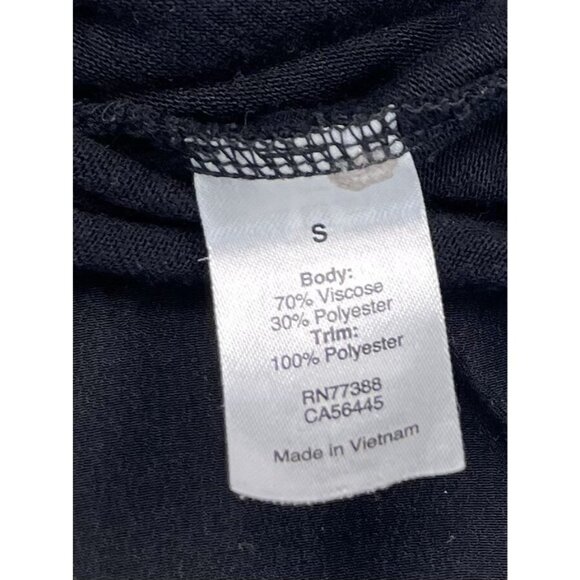 S
Body:
70% Viscose
30% Polyester
Trim:
100% Polyester
RN77388
CA56445
Made in Vietnam